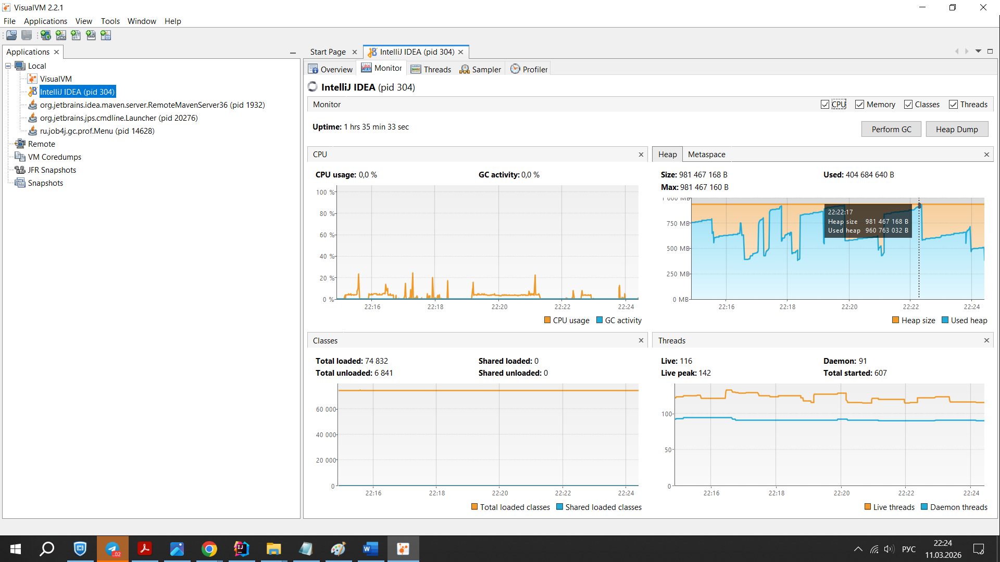 VisualVM 2.2.1
File Applications View Tools Window Help
Applications
Start Page
IntelliJ IDEA (pid 304)
Local
VisualVM
IntelliJ IDEA (pid 304)
org.jetbrains.idea.maven.server.RemoteMavenServer36 (pid 1932)
org.jetbrains.jps.cmdline.Launcher (pid 20276)
ru.job4j.gc.prof.Menu (pid 14628)
Remote
VM Coredumps
JFR Snapshots
Snapshots
Overview Monitor Threads Sampler Profiler
IntelliJ IDEA (pid 304)
Monitor
CPU Memory Classes Threads
Uptime: 1 hrs 35 min 33 sec
Perform GC Heap Dump
CPU
CPU usage: 0,0 % GC activity: 0,0 %
100 %
80 %
60 %
40 %
20 %
0 %
22:16 22:18 22:20 22:22 22:24
CPU usage GC activity
Heap Metaspace
Size: 981 467 168 B Used: 404 684 640 B
Max: 981 467 160 B
1 000 MB
750 MB
500 MB
250 MB
0 MB
22:22:17
Heap size 981 467 168 B
Used heap 960 763 032 B
22:16 22:18 22:20 22:22 22:24
Heap size Used heap
Classes
Total loaded: 74 832 Shared loaded: 0
Total unloaded: 6 841 Shared unloaded: 0
60 000
40 000
20 000
0
22:16 22:18 22:20 22:22 22:24
Total loaded classes Shared loaded classes
Threads
Live: 116 Daemon: 91
Live peak: 142 Total started: 607
100
50
0
22:16 22:18 22:20 22:22 22:24
Live threads Daemon threads
..02
РУС
22:24
11.03.2026